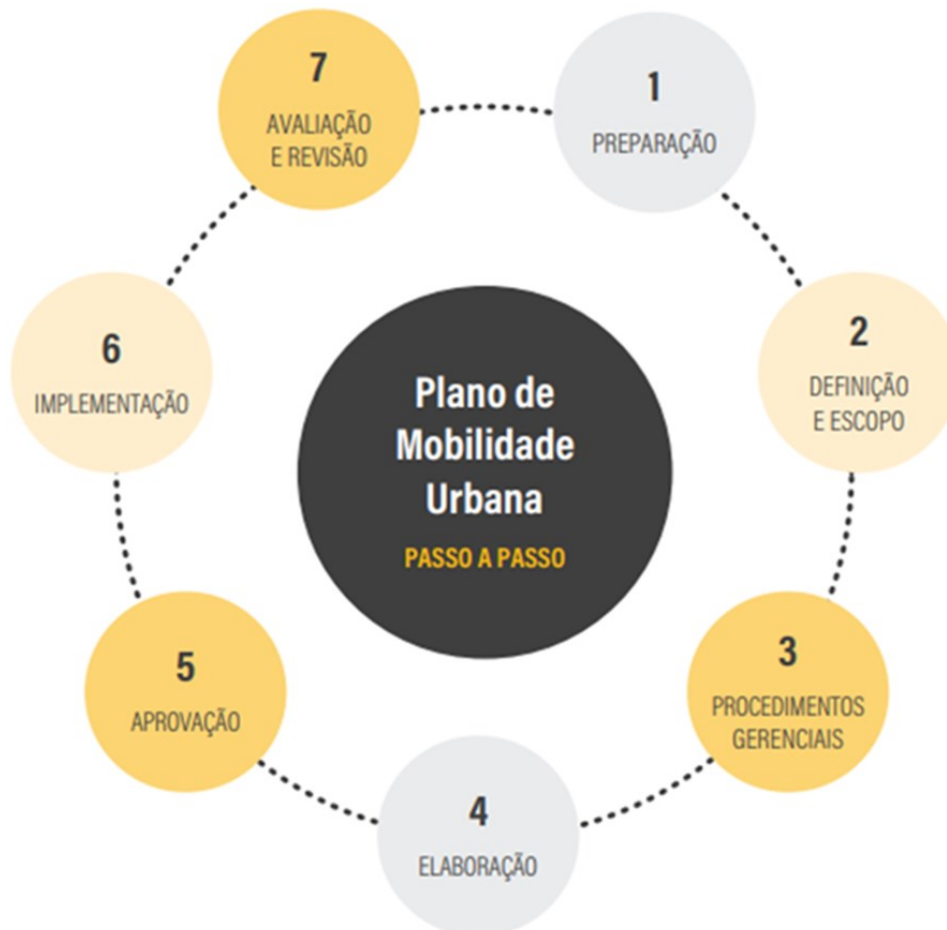 Plano de
Mobilidade
Urbana
PASSO A PASSO
1
PREPARAÇÃO
2
DEFINIÇÃO
E ESCOPO
3
PROCEDIMENTOS
GERENCIAIS
4
ELABORAÇÃO
5
APROVAÇÃO
6
IMPLEMENTAÇÃO
7
AVALIAÇÃO
E REVISÃO